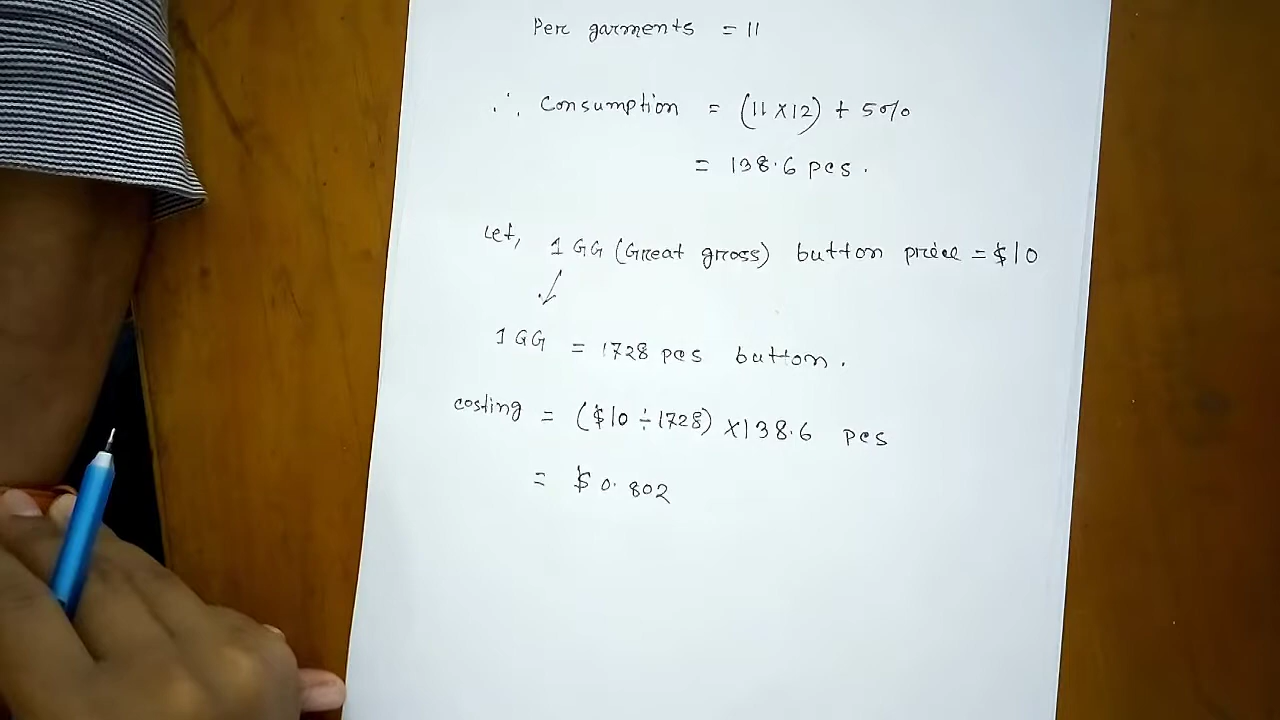 Per garments = 11
∴ Consumption = (11 × 12) + 5%
= 138.6 pcs.
Let, 1 GG (Great gross) button price = $10
1 GG = 1728 pcs button.
costing = ($10 ÷ 1728) × 138.6 pcs
= $ 0.802